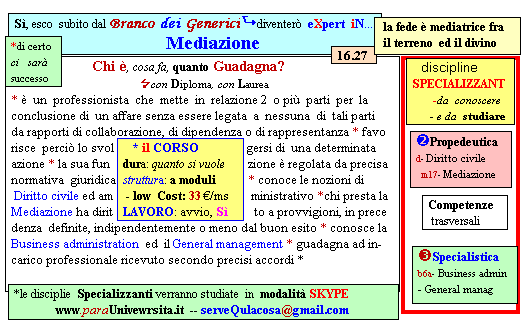 Sì, esco subito dal Branco dei Generici diventerò eXpert iN...
Mediazione
la fede è mediatrice fra
il terreno ed il divino
*di certo
ci sarà
successo
16.27
Chi è, cosa fa, quanto Guadagna?
con Diploma, con Laurea
* è un professionista che mette in relazione 2 o più parti per la
conclusione di un affare senza essere legata a nessuna di tali parti
da rapporti di collaborazione, di dipendenza o di rappresentanza * favo
risce perciò lo svol
gersi di una determinata
azione * la sua fun
zione è regolata da precisa
normativa giuridica
* conoce le nozioni di
Diritto civile ed am
ministrativo *chi presta la
Mediazione ha dirit
to a provvigioni, in prece
denza definite, indipendentemente o meno dal buon esito * conosce la
Business administration ed il General management * guadagna ad in-
carico professionale ricevuto secondo precisi accordi *
* il CORSO
dura: quanto si vuole
struttura: a moduli
- low Cost: 33 €/ms
LAVORO: avvio, Sì
discipline
SPECIALIZZANT
-da conoscere
- e da studiare
❷Propedeutica
d- Diritto civile
m17- Mediazione
Competenze
trasversali
❸Specialistica
b6a- Business admin
- General manag
*le disciplie Specializzanti verranno studiate in modalità SKYPE
www.paraUnivewrsita.it -- serveQulacosa@gmail.com